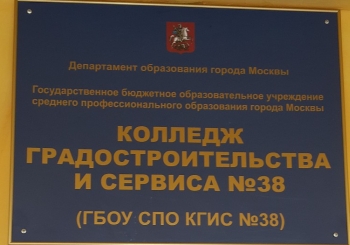 Департамент образования города Москвы
Государственное бюджетное образовательное учреждение
среднего профессионального образования города Москвы
КОЛЛЕДЖ
ГРАДОСТРОИТЕЛЬСТВА
И СЕРВИСА №38
(ГБОУ СПО КГИС №38)